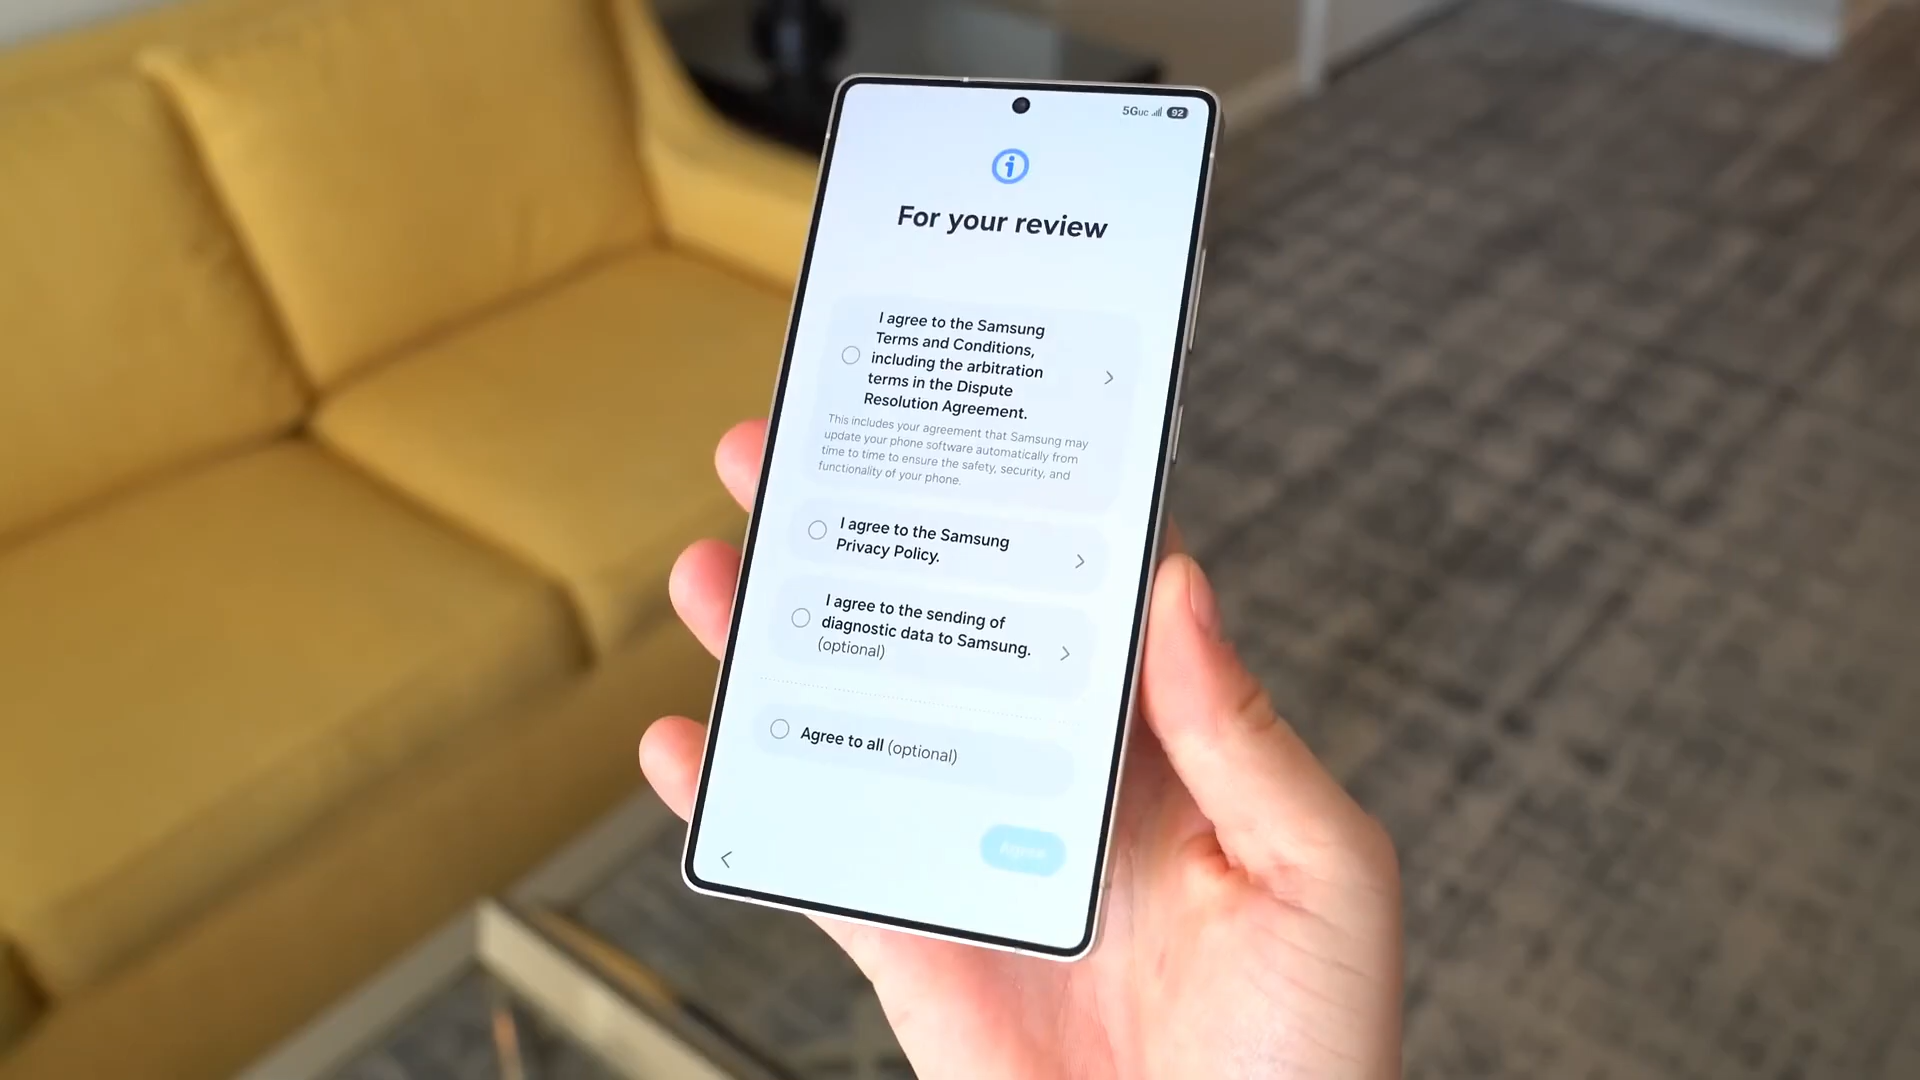 5GUC 92
For your review
I agree to the Samsung
Terms and Conditions,
including the arbitration
terms in the Dispute
Resolution Agreement.
This includes your agreement that Samsung may
update your phone software automatically from
time to time to ensure the safety, security, and
functionality of your phone.
I agree to the Samsung
Privacy Policy.
I agree to the sending of
diagnostic data to Samsung.
(optional)
Agree to all (optional)
Agree